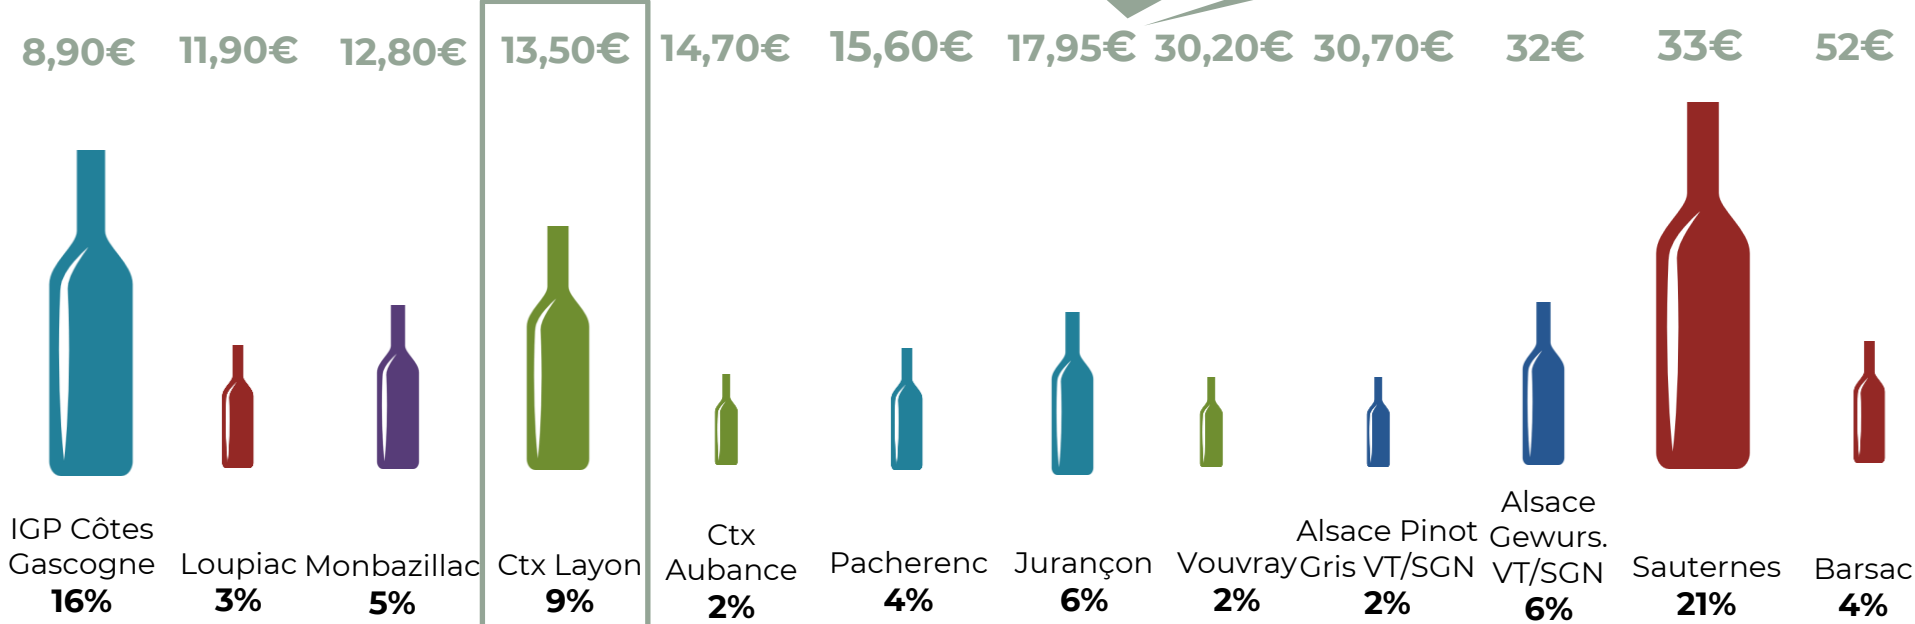 8,90€ 11,90€ 12,80€ 13,50€ 14,70€ 15,60€ 17,95€ 30,20€ 30,70€ 32€ 33€ 52€
IGP Côtes
Gascogne
16%
Loupiac
3%
Monbazillac
5%
Ctx Layon
9%
Ctx
Aubance
2%
Pacherenc
4%
Jurançon
6%
Vouvray
2%
Alsace Pinot
Gris VT/SGN
2%
Alsace
Gewurs.
VT/SGN
6%
Sauternes
21%
Barsac
4%